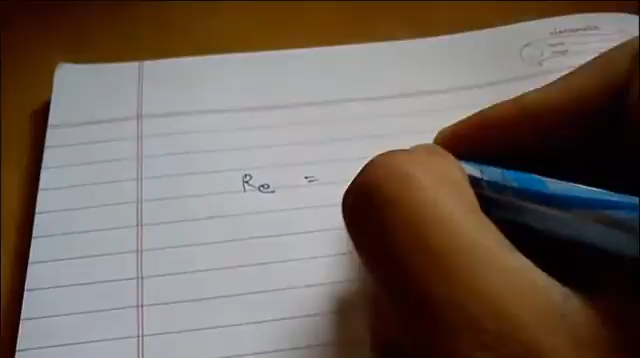 Re =